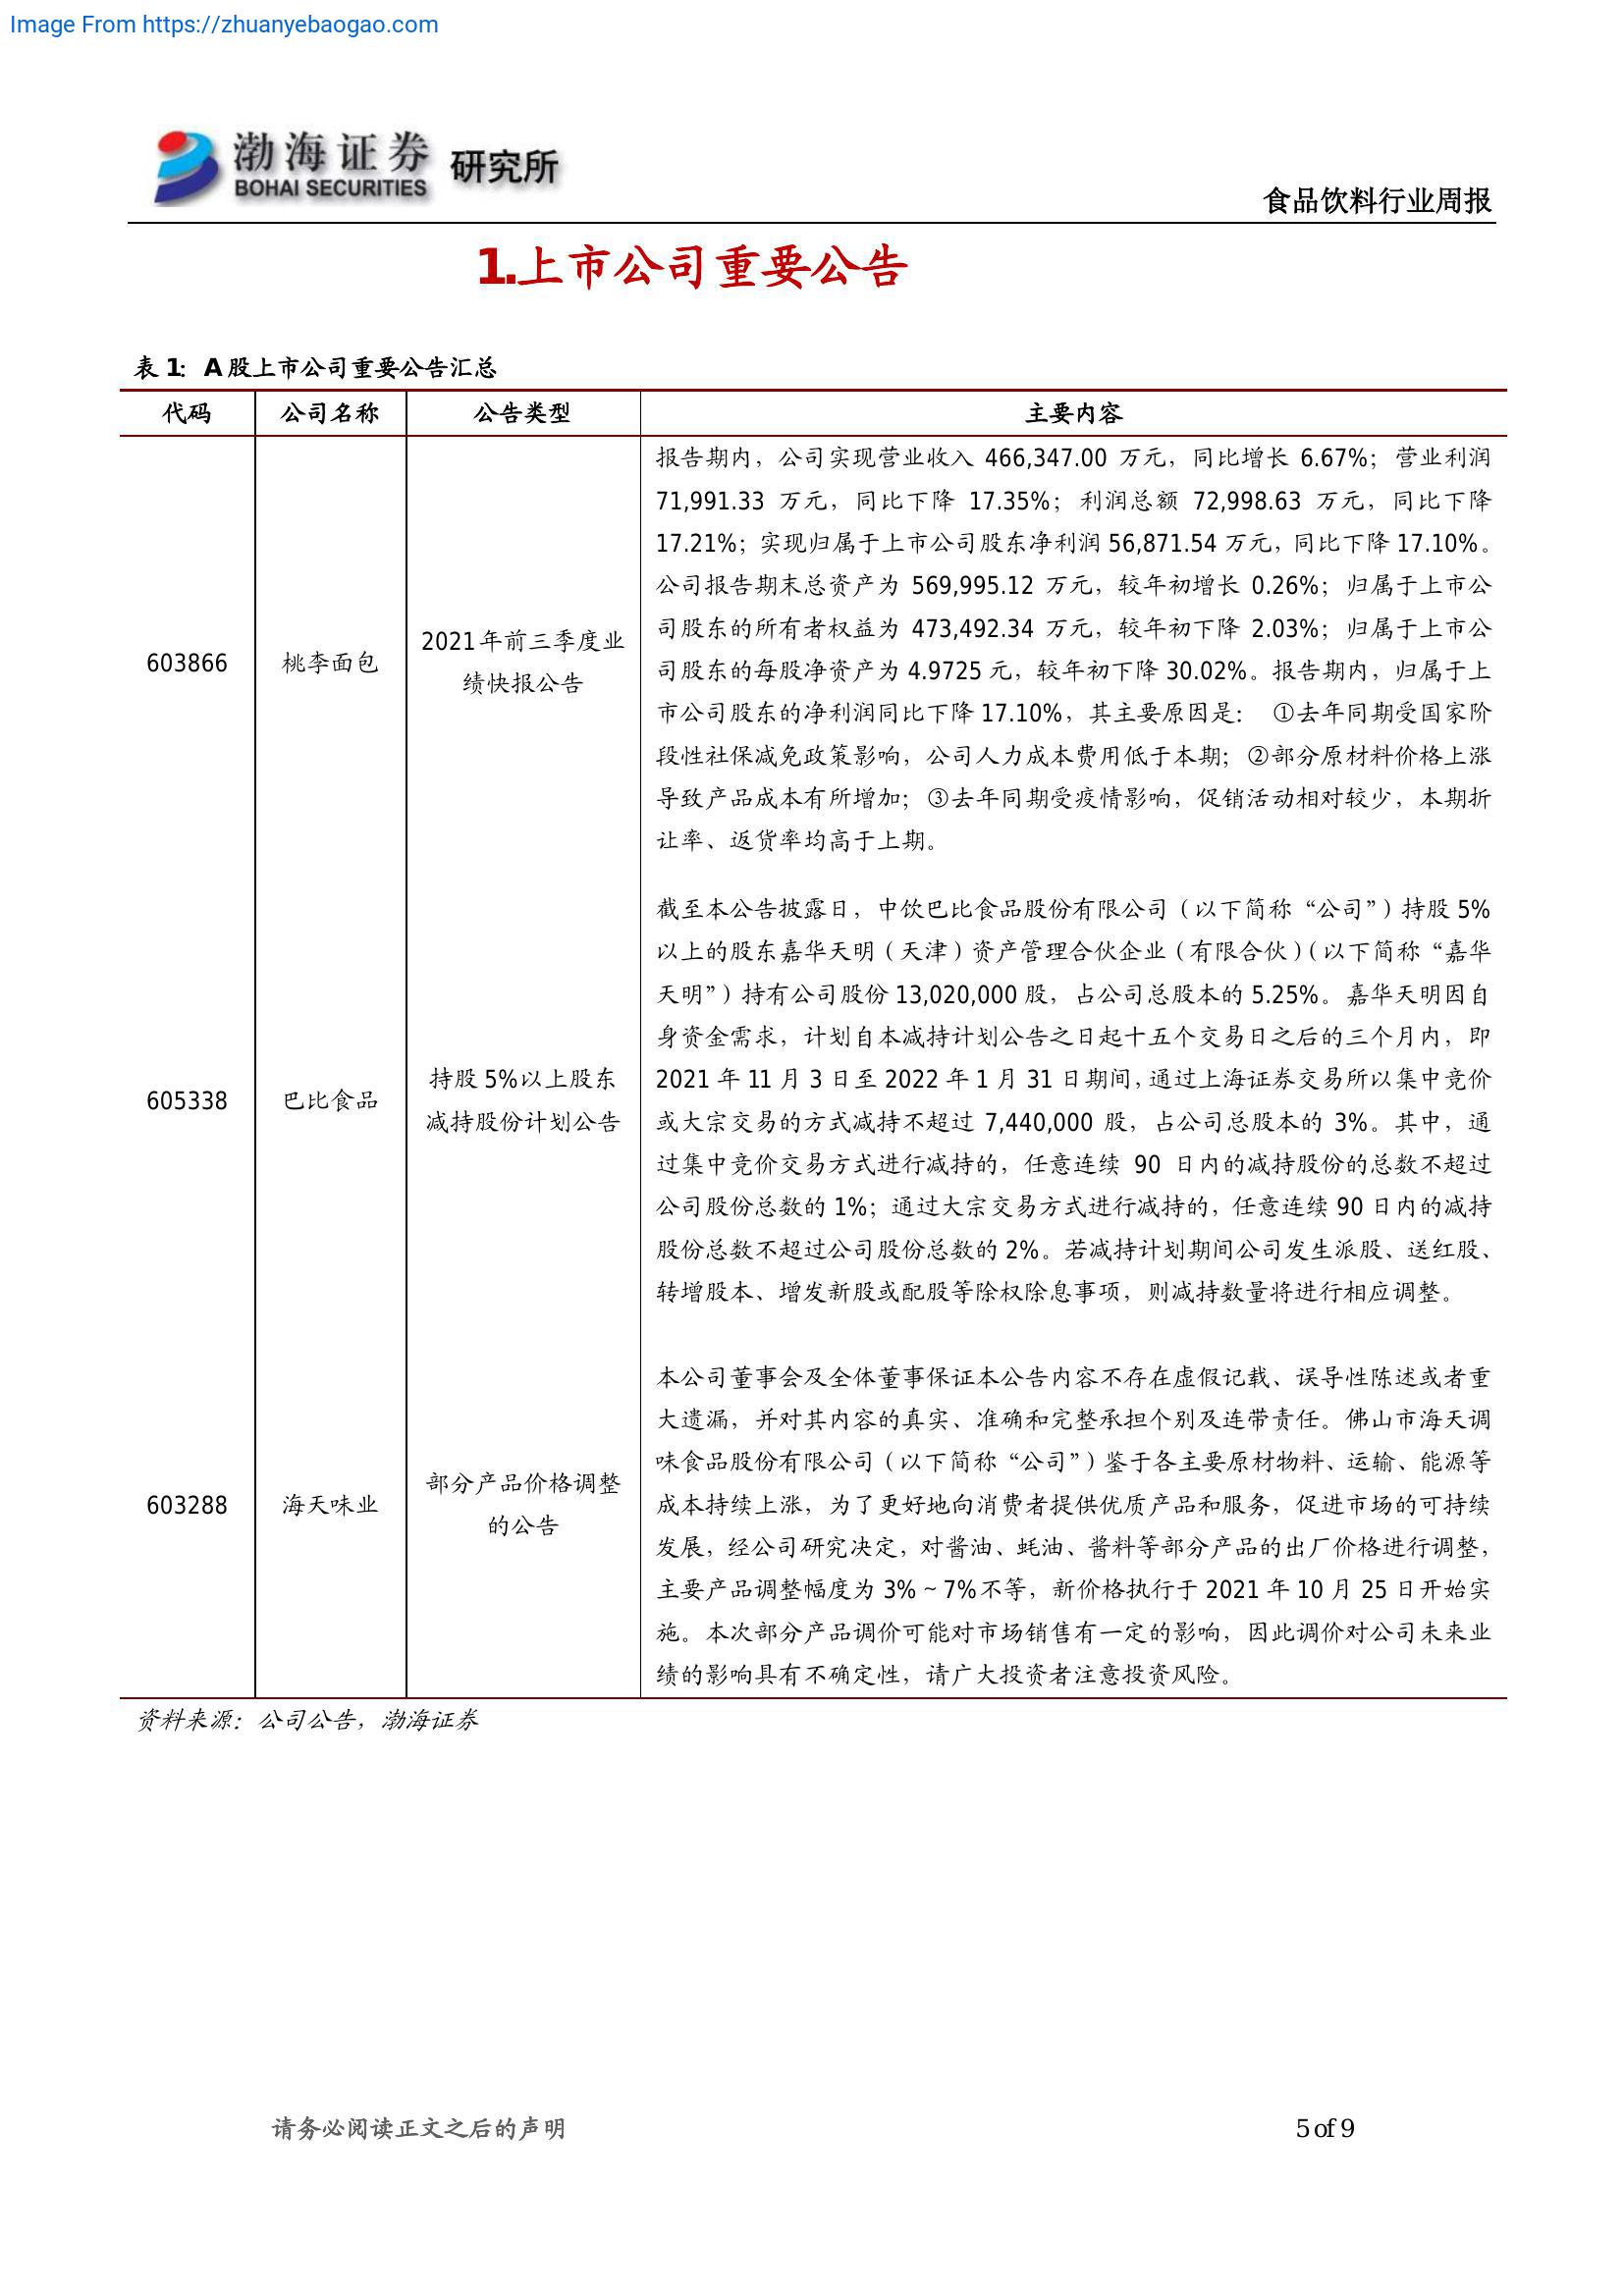 Image From https://zhuanyebaogao.com
渤海证券 研究所
BOHAI SECURITIES
食品饮料行业周报
1.上市公司重要公告
表 1: A 股上市公司重要公告汇总
代码 公司名称 公告类型 主要内容
603866
桃李面包
2021 年前三季度业
绩快报公告
报告期内，公司实现营业收入 466,347.00 万元，同比增长 6.67%；营业利润
71,991.33 万元，同比下降 17.35%；利润总额 72,998.63 万元，同比下降
17.21%；实现归属于上市公司股东净利润 56,871.54 万元，同比下降 17.10%。
公司报告期末总资产为 569,995.12 万元，较年初增长 0.26%；归属于上市公
司股东的所有者权益为 473,492.34 万元，较年初下降 2.03%；归属于上市公
司股东的每股净资产为 4.9725 元，较年初下降 30.02%。报告期内，归属于上
市公司股东的净利润同比下降 17.10%，其主要原因是： ①去年同期受国家阶
段性社保减免政策影响，公司人力成本费用低于本期；②部分原材料价格上涨
导致产品成本有所增加；③去年同期受疫情影响，促销活动相对较少，本期折
让率、返货率均高于上期。
605338
巴比食品
持股 5%以上股东
减持股份计划公告
截至本公告披露日，中饮巴比食品股份有限公司（以下简称“公司”）持股 5%
以上的股东嘉华天明（天津）资产管理合伙企业（有限合伙）（以下简称“嘉华
天明”）持有公司股份 13,020,000 股，占公司总股本的 5.25%。嘉华天明因自
身资金需求，计划自本减持计划公告之日起十五个交易日之后的三个月内，即
2021 年 11 月 3 日至 2022 年 1 月 31 日期间，通过上海证券交易所以集中竞价
或大宗交易的方式减持不超过 7,440,000 股，占公司总股本的 3%。其中，通
过集中竞价交易方式进行减持的，任意连续 90 日内的减持股份的总数不超过
公司股份总数的 1%；通过大宗交易方式进行减持的，任意连续 90 日内的减持
股份总数不超过公司股份总数的 2%。若减持计划期间公司发生派股、送红股、
转增股本、增发新股或配股等除权除息事项，则减持数量将进行相应调整。
603288
海天味业
部分产品价格调整
的公告
本公司董事会及全体董事保证本公告内容不存在虚假记载、误导性陈述或者重
大遗漏，并对其内容的真实、准确和完整承担个别及连带责任。佛山市海天调
味食品股份有限公司（以下简称“公司”）鉴于各主要原材物料、运输、能源等
成本持续上涨，为了更好地向消费者提供优质产品和服务，促进市场的可持续
发展，经公司研究决定，对酱油、蚝油、酱料等部分产品的出厂价格进行调整，
主要产品调整幅度为 3%～7%不等，新价格执行于 2021 年 10 月 25 日开始实
施。本次部分产品调价可能对市场销售有一定的影响，因此调价对公司未来业
绩的影响具有不确定性，请广大投资者注意投资风险。
资料来源：公司公告，渤海证券
请务必阅读正文之后的声明
5 of 9